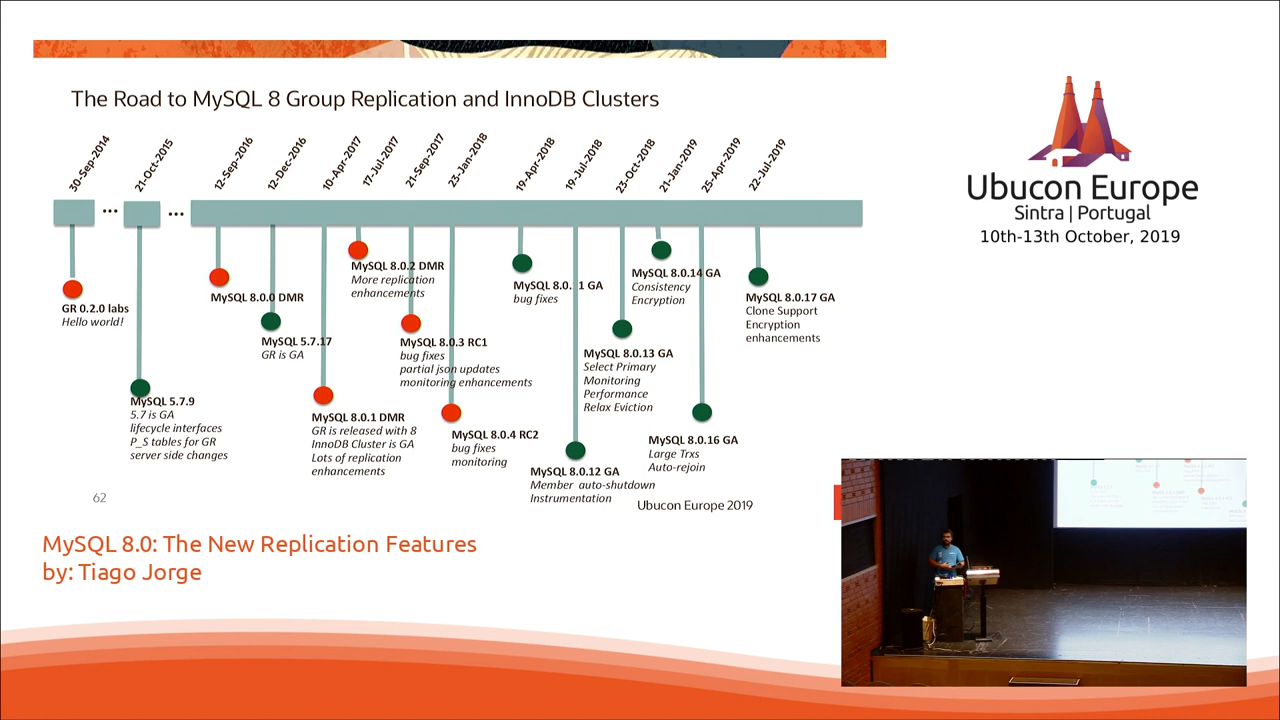 The Road to MySQL 8 Group Replication and InnoDB Clusters
30-Sep-2014
21-Oct-2015
12-Sep-2016
12-Dec-2016
10-Apr-2017
17-Jul-2017
21-Sep-2017
23-Jan-2018
19-Apr-2018
19-Jul-2018
23-Oct-2018
21-Jan-2019
25-Apr-2019
22-Jul-2019
... ...
GR 0.2.0 labs
Hello world!
MySQL 5.7.9
5.7 is GA
lifecycle interfaces
P_S tables for GR
server side changes
MySQL 8.0.0 DMR
MySQL 5.7.17
GR is GA
MySQL 8.0.1 DMR
GR is released with 8
InnoDB Cluster is GA
Lots of replication
enhancements
MySQL 8.0.2 DMR
More replication
enhancements
MySQL 8.0.3 RC1
bug fixes
partial json updates
monitoring enhancements
MySQL 8.0.4 RC2
bug fixes
monitoring
MySQL 8.0. 1 GA
bug fixes
MySQL 8.0.12 GA
Member auto-shutdown
Instrumentation
MySQL 8.0.13 GA
Select Primary
Monitoring
Performance
Relax Eviction
MySQL 8.0.14 GA
Consistency
Encryption
MySQL 8.0.16 GA
Large Trxs
Auto-rejoin
MySQL 8.0.17 GA
Clone Support
Encryption
enhancements
62
Ubucon Europe 2019
MySQL 8.0: The New Replication Features
by: Tiago Jorge
Ubucon Europe
Sintra | Portugal
10th-13th October, 2019